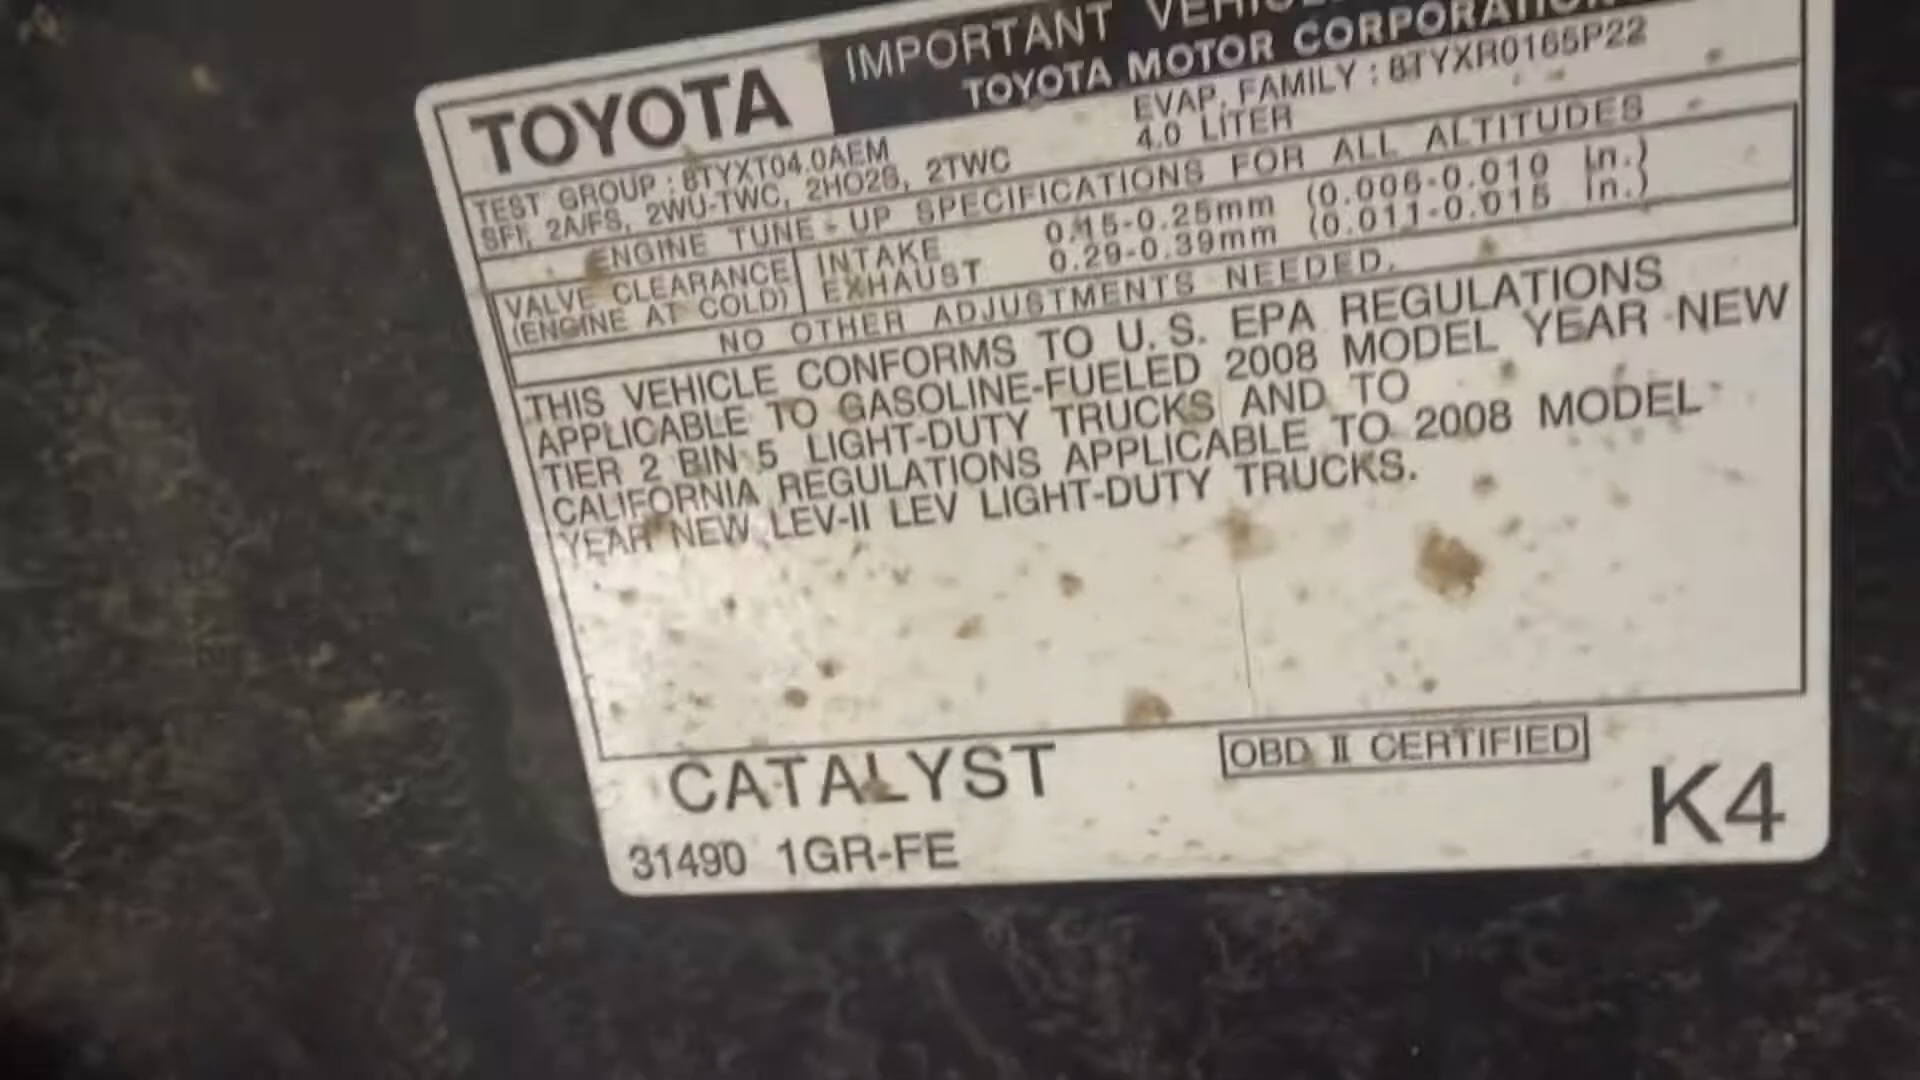 TOYOTA
IMPORTANT
TOYOTA MOTOR CORPORATION
TEST GROUP : 8TYXT04.0AEM
EVAP. FAMILY : 8TYXR0165P22
SFI, 2A/FS, 2WU-TWC, 2HO2S, 2TWC
4.0 LITER
ENGINE TUNE - UP SPECIFICATIONS FOR ALL ALTITUDES
VALVE CLEARANCE
(ENGINE AT COLD)
INTAKE 0.15-0.25mm (0.006-0.010 in.)
EXHAUST 0.29-0.39mm (0.011-0.015 in.)
NO OTHER ADJUSTMENTS NEEDED.
THIS VEHICLE CONFORMS TO U.S. EPA REGULATIONS
APPLICABLE TO GASOLINE-FUELED 2008 MODEL YEAR NEW
TIER 2 BIN 5 LIGHT-DUTY TRUCKS AND TO
CALIFORNIA REGULATIONS APPLICABLE TO 2008 MODEL
YEAR NEW LEV-II LEV LIGHT-DUTY TRUCKS.
CATALYST
OBD II CERTIFIED
31490 1GR-FE
K4